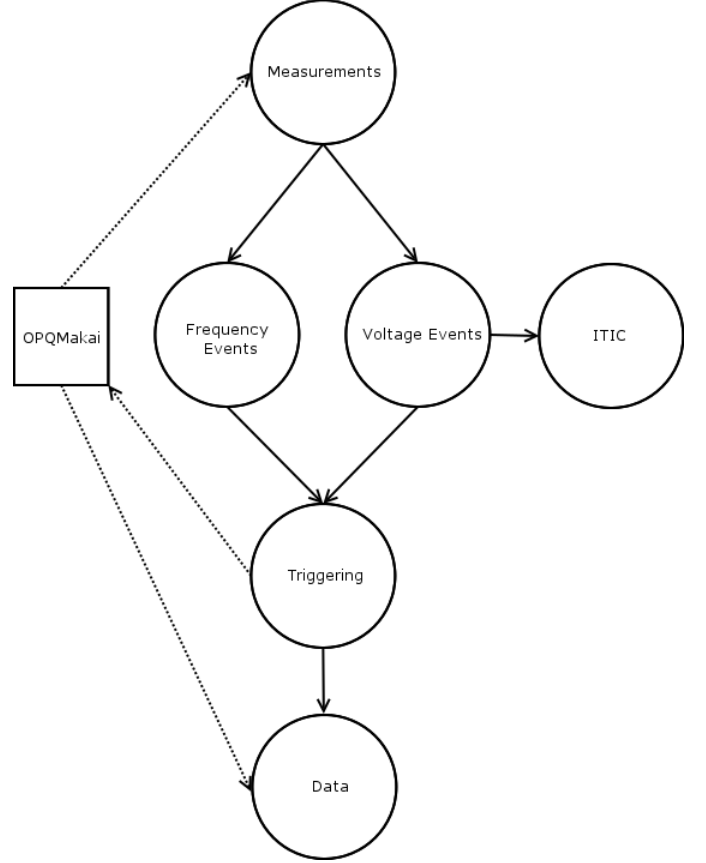 Measurements
OPQMakai
Frequency
Events
Voltage Events
ITIC
Triggering
Data